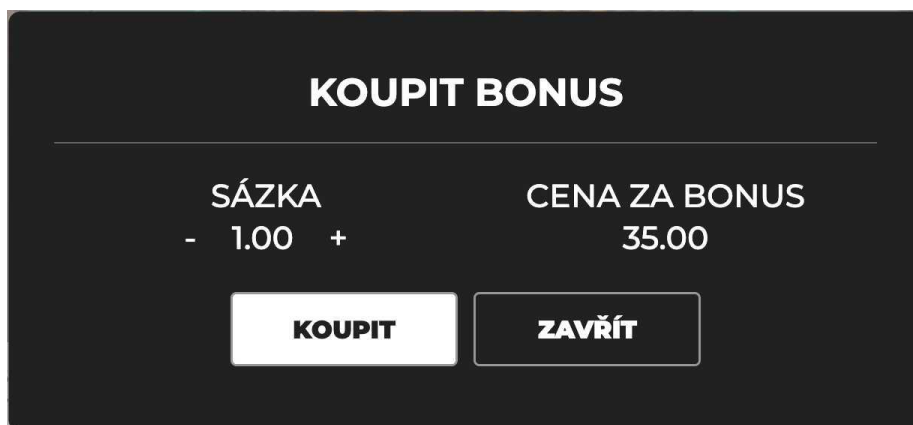 KOUPIT BONUS
SÁZKA
- 1.00 +
CENA ZA BONUS
35.00
KOUPIT
ZAVŘÍT